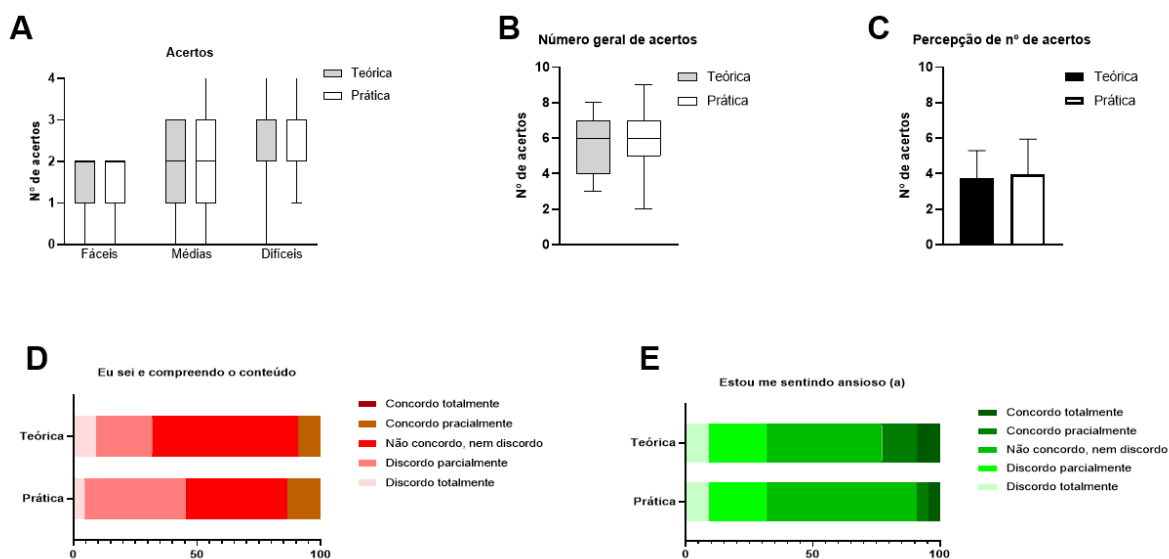 A
Acertos
Teórica
Prática
Nº de acertos
4
3
2
1
0
Fáceis
Médias
Difíceis
B
Número geral de acertos
Teórica
Prática
Nº de acertos
10
8
6
4
2
0
C
Percepção de nº de acertos
Teórica
Prática
Nº de acertos
10
8
6
4
2
0
D
Eu sei e compreendo o conteúdo
Teórica
Prática
0
50
100
Concordo totalmente
Concordo pracialmente
Não concordo, nem discordo
Discordo parcialmente
Discordo totalmente
E
Estou me sentindo ansioso (a)
Teórica
Prática
0
50
100
Concordo totalmente
Concordo pracialmente
Não concordo, nem discordo
Discordo parcialmente
Discordo totalmente